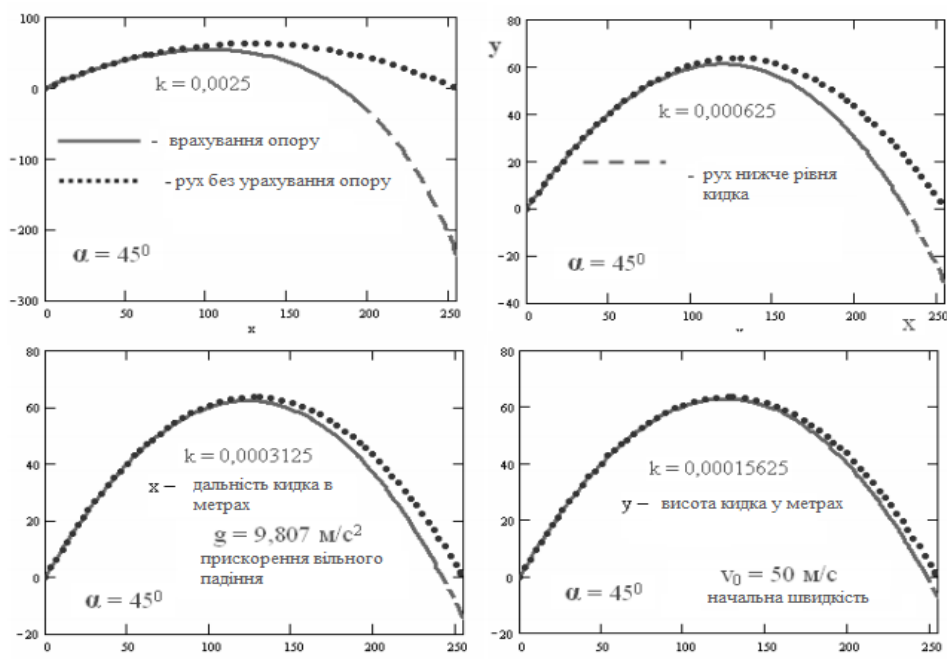 100
0
−100
−200
−300
k = 0,0025
- врахування опору
- рух без урахування опору
α = 45⁰
0 50 100 150 200 250
x
y
80
60
40
20
0
−20
−40
k = 0,000625
- рух нижче рівня
кидка
α = 45⁰
0 50 100 150 200 250
x
80
60
40
20
0
−20
k = 0,0003125
x – дальність кидка в
метрах
g = 9,807 м/с²
прискорення вільного
падіння
α = 45⁰
0 50 100 150 200 250
80
60
40
20
0
−20
k = 0,00015625
y – висота кидка у метрах
v₀ = 50 м/с
начальна швидкість
α = 45⁰
0 50 100 150 200 250